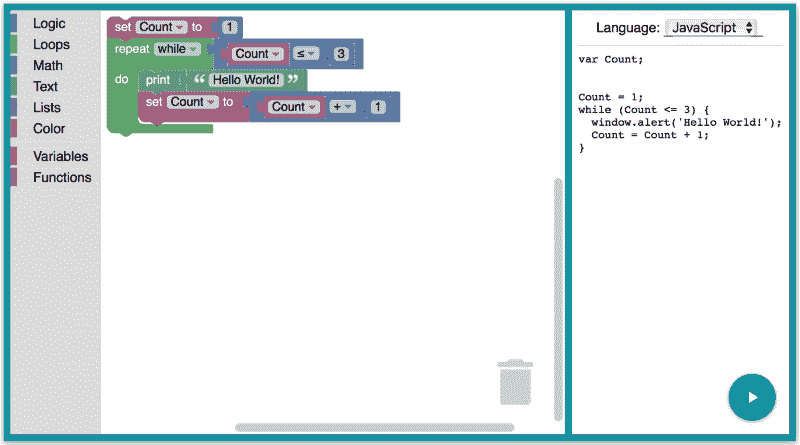 Logic
Loops
Math
Text
Lists
Color
Variables
Functions
set Count to 1
repeat while Count ≤ 3
do print “ Hello World! ”
set Count to Count + 1
Language: JavaScript
var Count;
Count = 1;
while (Count <= 3) {
  window.alert('Hello World!');
  Count = Count + 1;
}